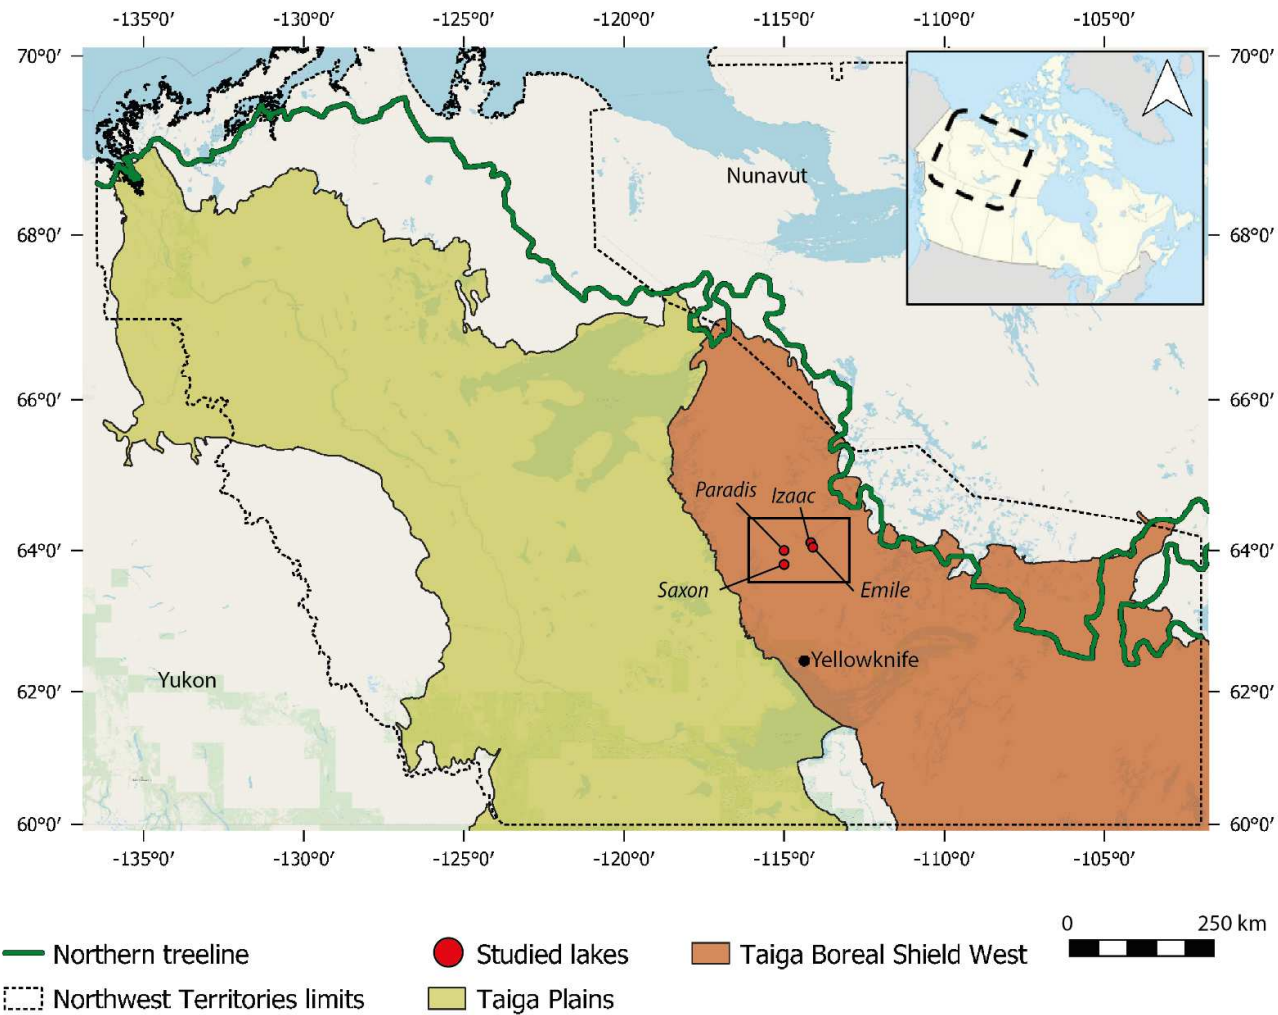 -135°0′ -130°0′ -125°0′ -120°0′ -115°0′ -110°0′ -105°0′
70°0′ 70°0′
Nunavut
68°0′ 68°0′
66°0′ 66°0′
Paradis Izaac
64°0′ 64°0′
Saxon Emile
Yellowknife
Yukon
62°0′ 62°0′
60°0′ 60°0′
-135°0′ -130°0′ -125°0′ -120°0′ -115°0′ -110°0′ -105°0′
0 250 km
Northern treeline Studied lakes Taiga Boreal Shield West
Northwest Territories limits Taiga Plains